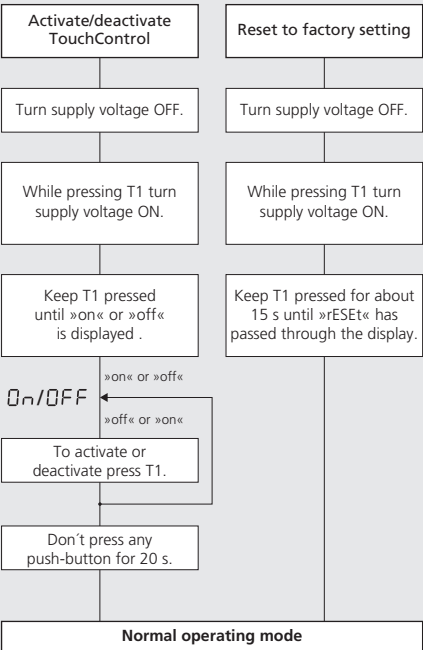 Activate/deactivate
TouchControl
Turn supply voltage OFF.
While pressing T1 turn
supply voltage ON.
Keep T1 pressed
until »on« or »off«
is displayed .
»on« or »off«
On/OFF
»off« or »on«
To activate or
deactivate press T1.
Don´t press any
push-button for 20 s.
Reset to factory setting
Turn supply voltage OFF.
While pressing T1 turn
supply voltage ON.
Keep T1 pressed for about
15 s until »rESEt« has
passed through the display.
Normal operating mode